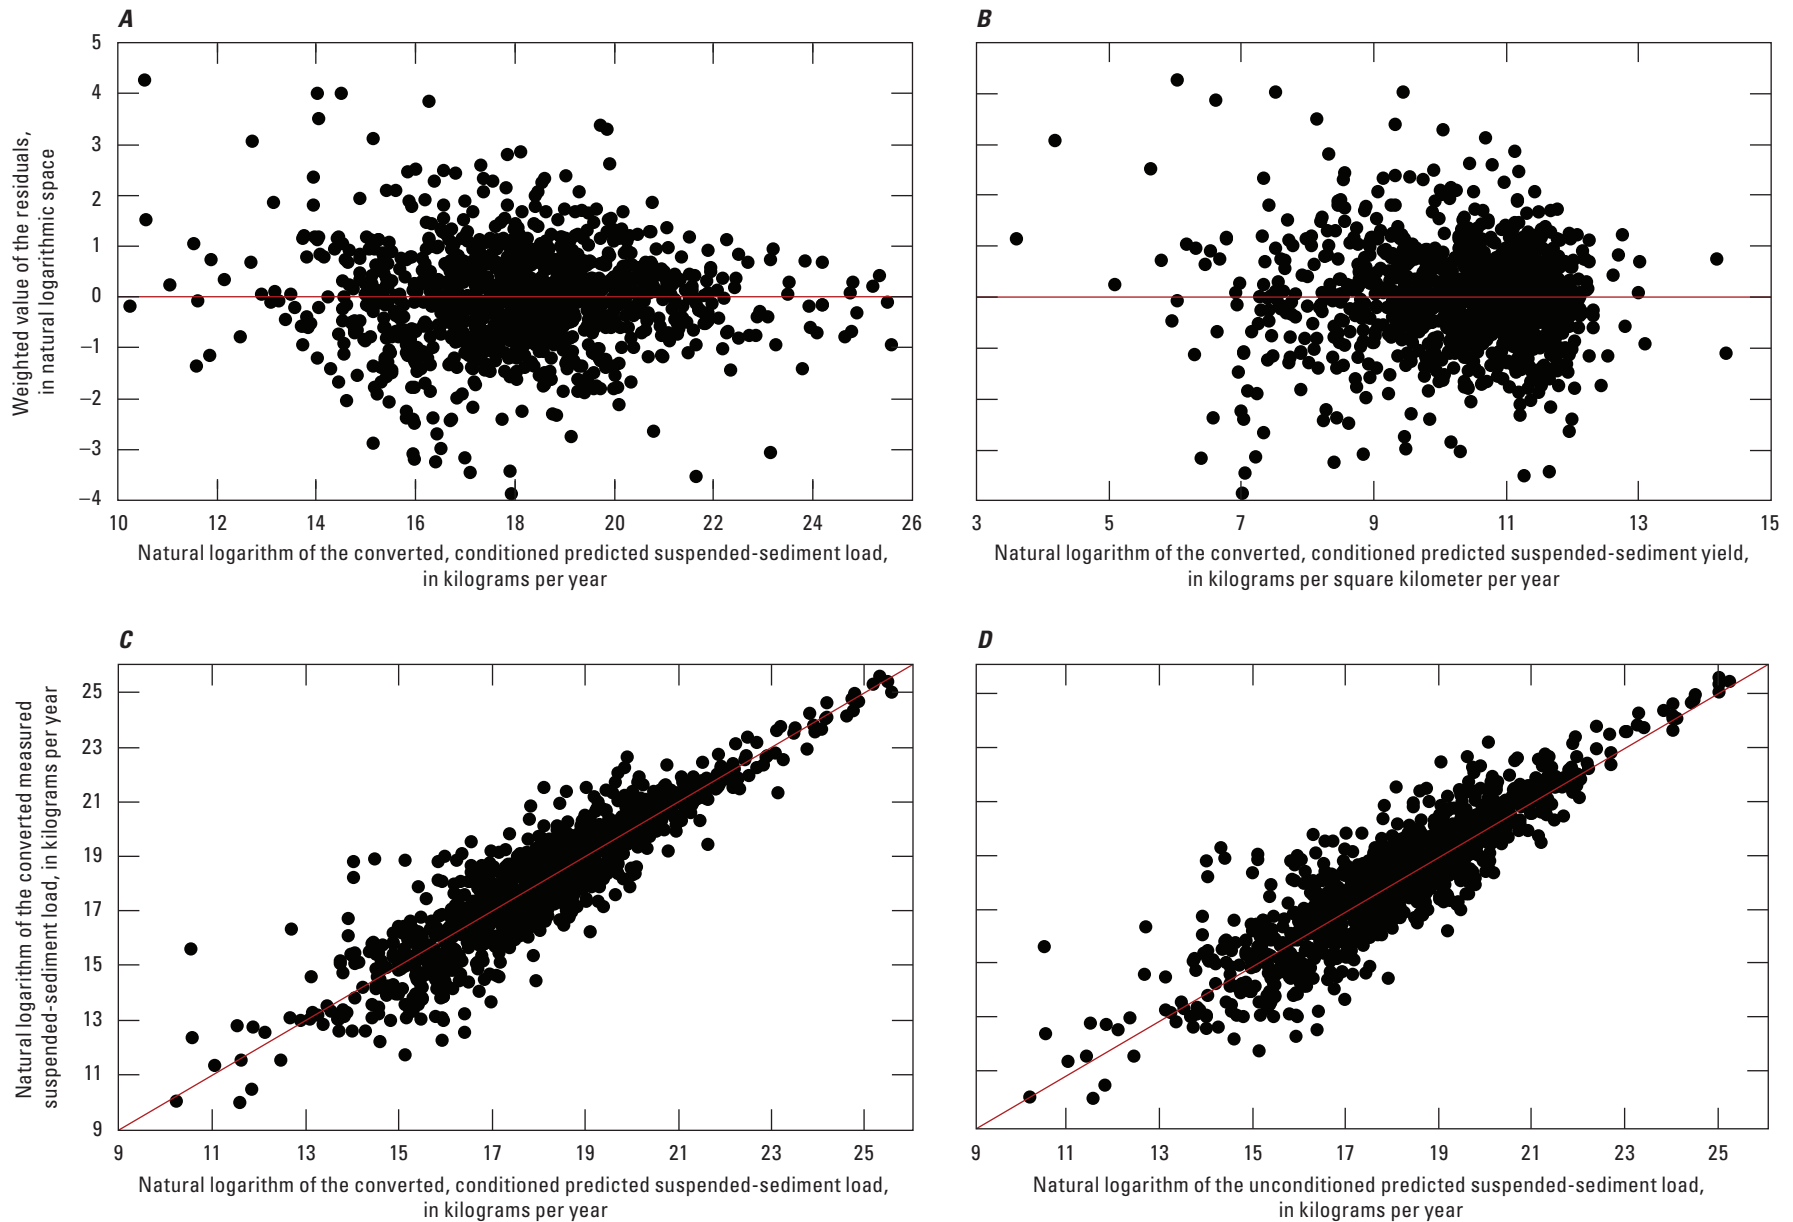 A
B
5
4
3
2
1
0
−1
−2
−3
−4
Weighted value of the residuals,
in natural logarithmic space
10 12 14 16 18 20 22 24 26
3 5 7 9 11 13 15
Natural logarithm of the converted, conditioned predicted suspended-sediment load,
in kilograms per year
Natural logarithm of the converted, conditioned predicted suspended-sediment yield,
in kilograms per square kilometer per year
C
D
25
23
21
19
17
15
13
11
9
Natural logarithm of the converted measured
suspended-sediment load, in kilograms per year
9 11 13 15 17 19 21 23 25
9 11 13 15 17 19 21 23 25
Natural logarithm of the converted, conditioned predicted suspended-sediment load,
in kilograms per year
Natural logarithm of the unconditioned predicted suspended-sediment load,
in kilograms per year